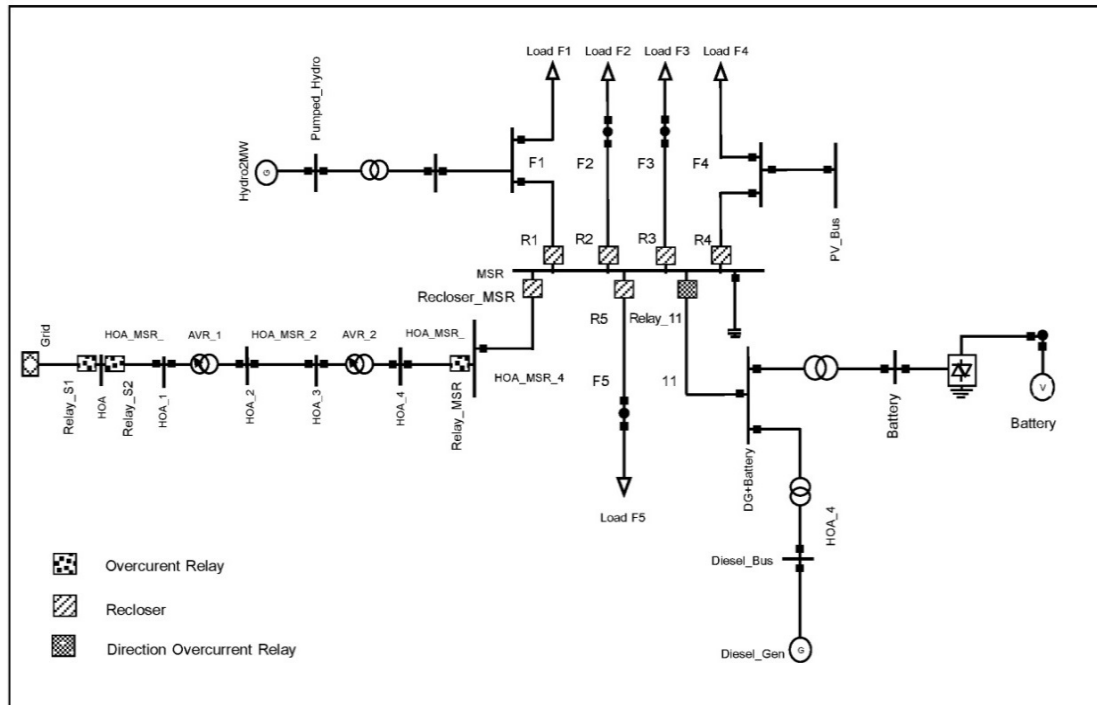 Load F1
Load F2
Load F3
Load F4
Pumped_Hydro
Hydro2MW
G
F1
F2
F3
F4
PV_Bus
R1
R2
R3
R4
MSR
Recloser_MSR
R5
Relay_11
Grid
HOA_MSR_
AVR_1
HOA_MSR_2
AVR_2
HOA_MSR_
HOA_MSR_4
F5
11
Relay_S1
HOA
Relay_S2
HOA_1
HOA_2
HOA_3
HOA_4
Relay_MSR
Battery
V
Battery
DG+Battery
Load F5
HOA_4
Diesel_Bus
Diesel_Gen
G
Overcurent Relay
Recloser
Direction Overcurrent Relay